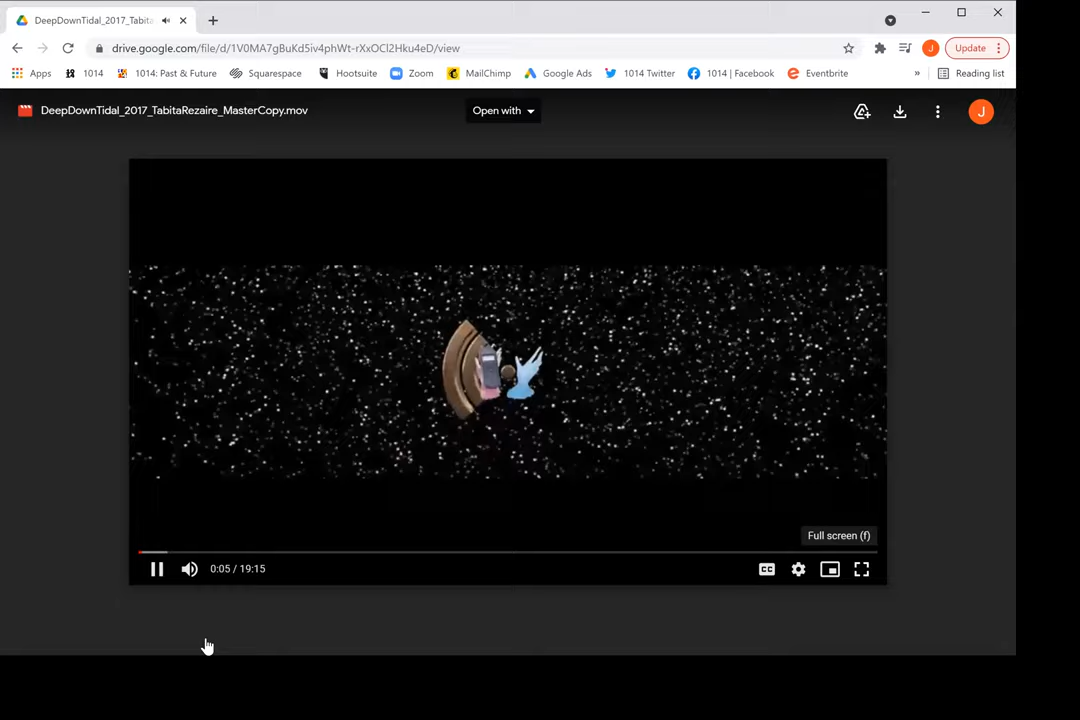 DeepDownTidal_2017_Tabita
drive.google.com/file/d/1V0MA7gBuKd5iv4phWt-rXxOCl2Hku4eD/view
Update
Apps
1014
1014: Past & Future
Squarespace
Hootsuite
Zoom
MailChimp
Google Ads
1014 Twitter
1014 | Facebook
Eventbrite
»
Reading list
DeepDownTidal_2017_TabitaRezaire_MasterCopy.mov
Open with
J
J
Full screen (f)
0:05 / 19:15
CC